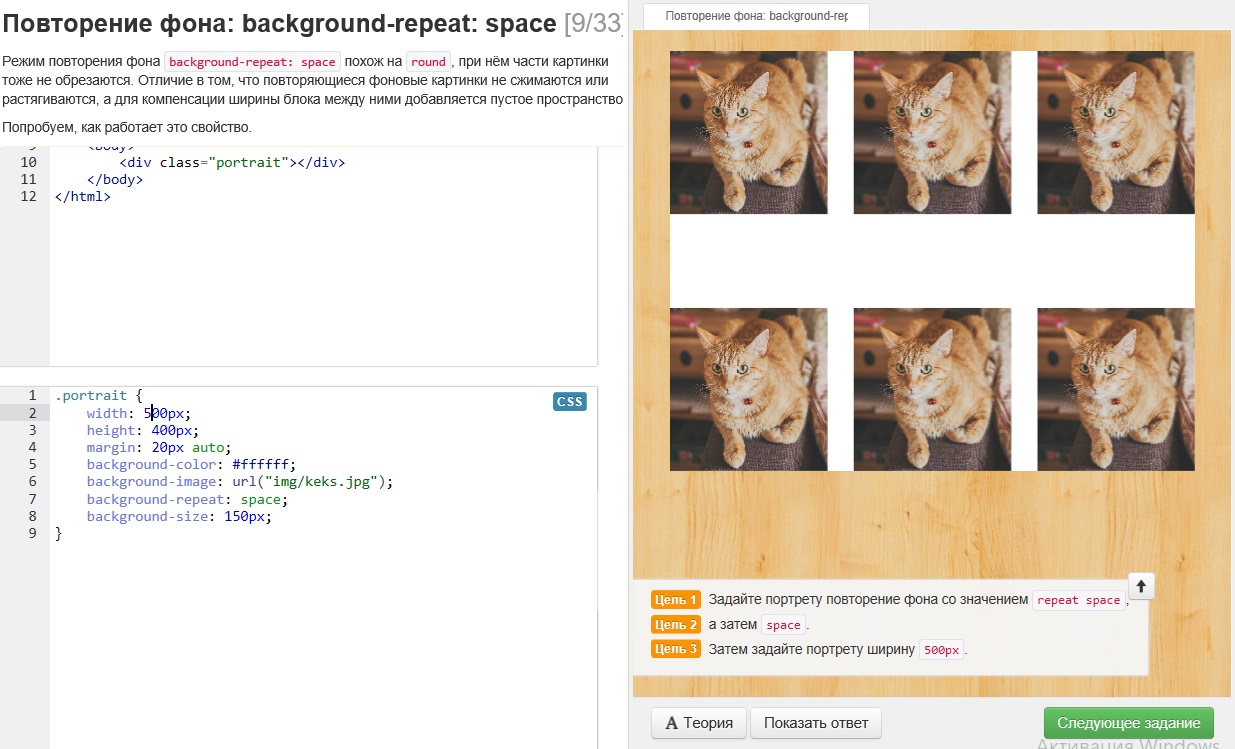 Повторение фона: background-repeat: space [9/33]
Режим повторения фона background-repeat: space похож на round, при нём части картинки
тоже не обрезаются. Отличие в том, что повторяющиеся фоновые картинки не сжимаются или
растягиваются, а для компенсации ширины блока между ними добавляется пустое пространство
Попробуем, как работает это свойство.
9 <body>
10 <div class="portrait"></div>
11 </body>
12 </html>
CSS
1 .portrait {
2 width: 500px;
3 height: 400px;
4 margin: 20px auto;
5 background-color: #ffffff;
6 background-image: url("img/keks.jpg");
7 background-repeat: space;
8 background-size: 150px;
9 }
Повторение фона: background-rep
Цель 1 Задайте портрету повторение фона со значением repeat space,
Цель 2 а затем space.
Цель 3 Затем задайте портрету ширину 500px.
A Теория
Показать ответ
Следующее задание
Активация Windows